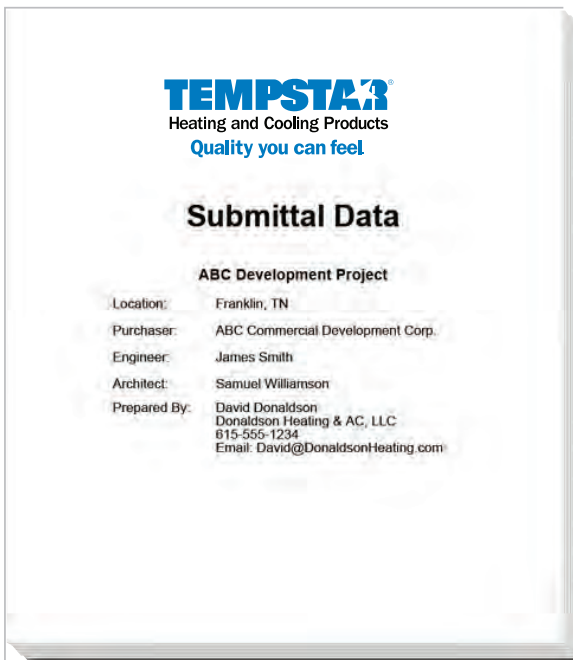 TEMPSTAR®
Heating and Cooling Products
Quality you can feel
Submittal Data
ABC Development Project
Location: Franklin, TN
Purchaser: ABC Commercial Development Corp.
Engineer: James Smith
Architect: Samuel Williamson
Prepared By: David Donaldson
Donaldson Heating & AC, LLC
615-555-1234
Email: David@DonaldsonHeating.com